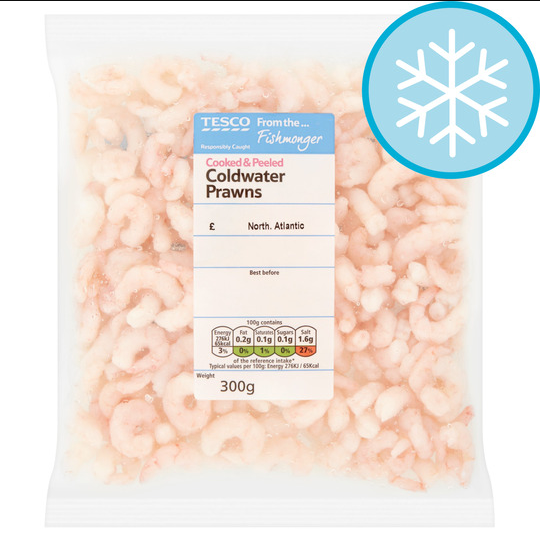 TESCO From the ...
Fishmonger
Responsibly Caught
Cooked & Peeled
Coldwater
Prawns
£ North. Atlantic
Best before
100g contains
Energy Fat Saturates Sugars Salt
276kJ 0.2g 0.1g 0.1g 1.6g
65kcal
3% 0% 1% 0% 27%
of the reference intake*
Typical values per 100g: Energy 276KJ / 65Kcal
Weight
300g